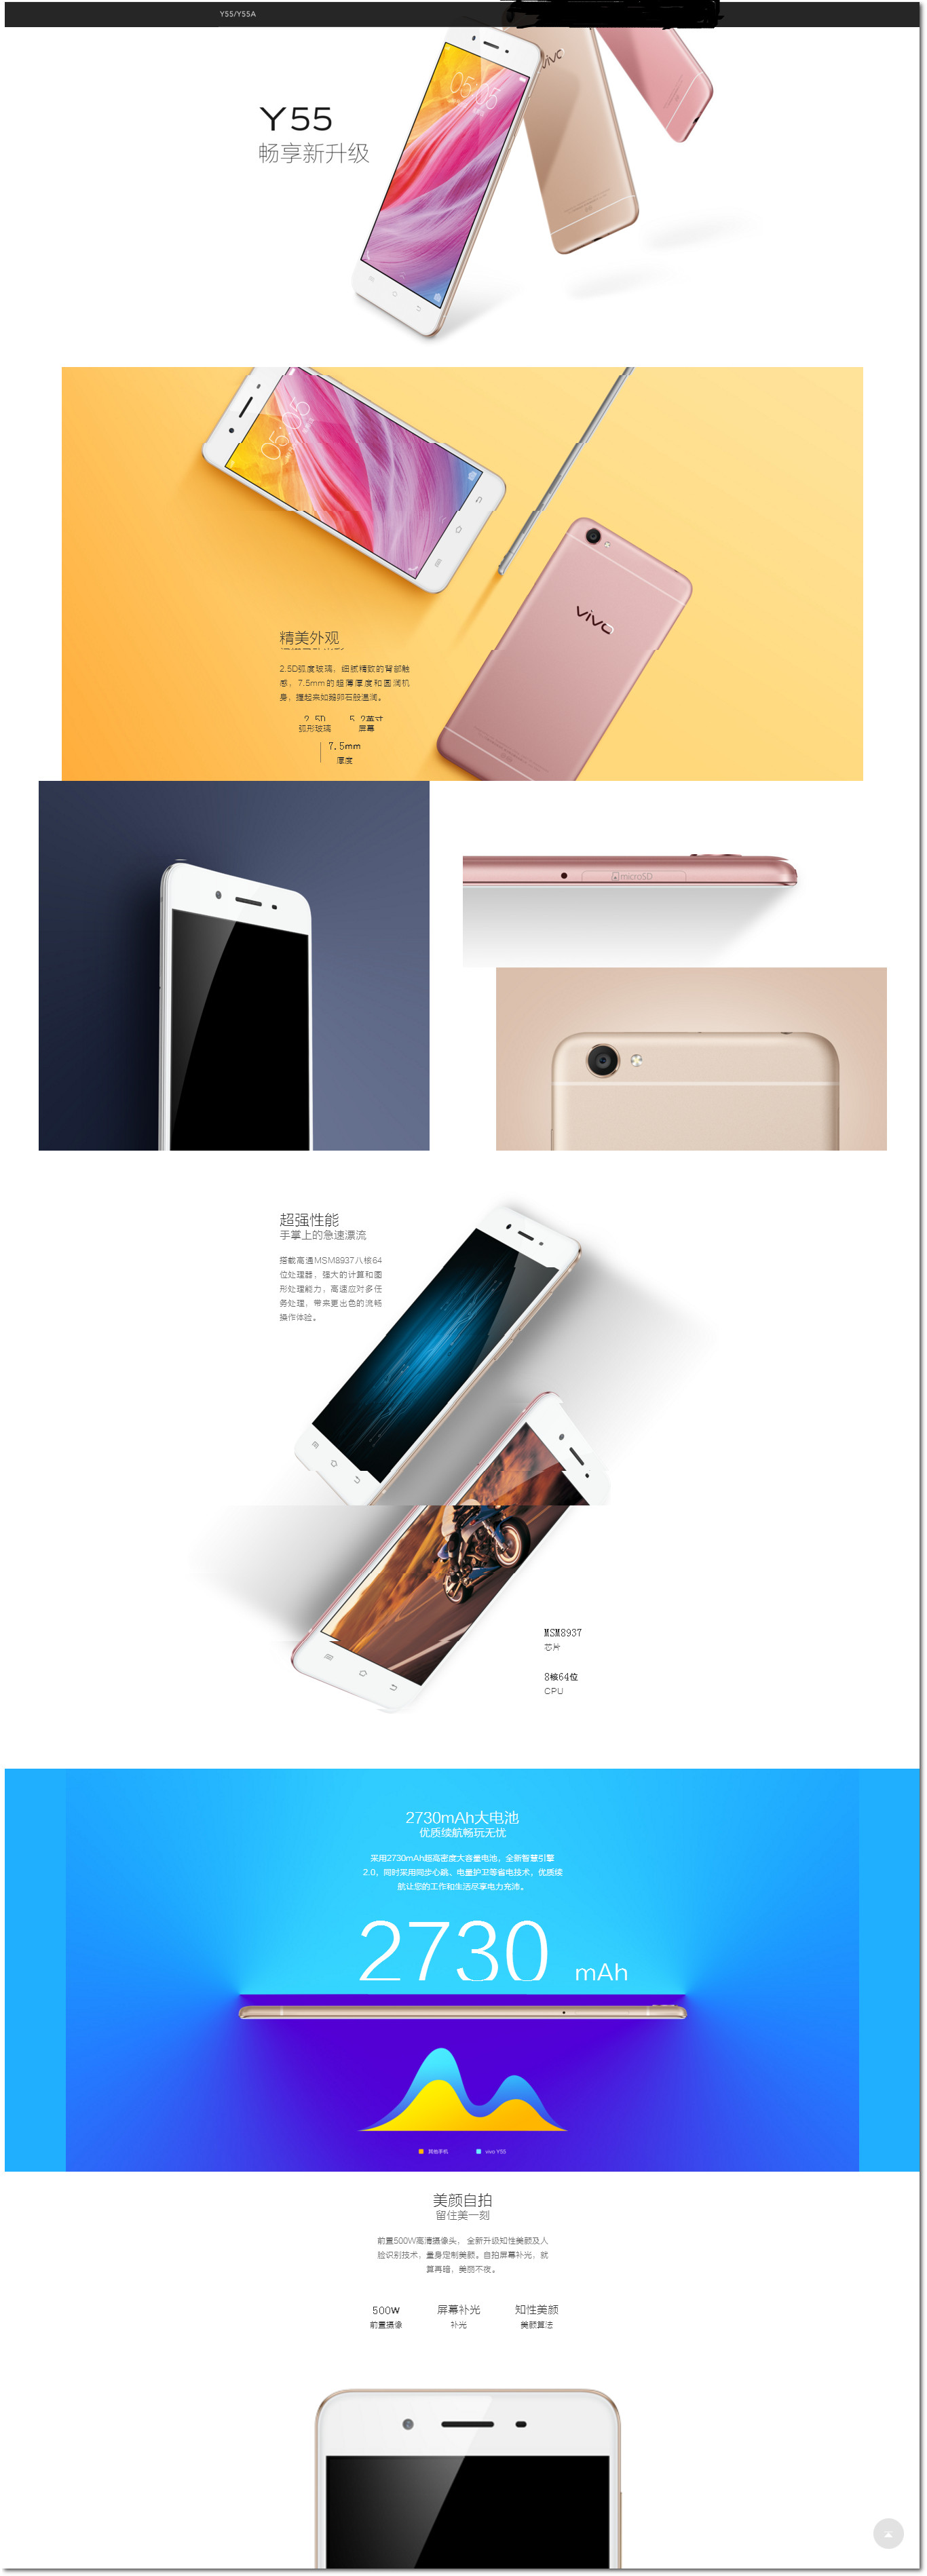 Y55/Y55A
vivo
05:05
Y55
畅享新升级
05:05
vivo
精美外观
2.5D弧度玻璃，细腻精致的背部触
感，7.5mm的超薄厚度和圆润机
身，握起来如鹅卵石般温润。
2.5D 5.2英寸
弧形玻璃 屏幕
7.5mm
厚度
microSD
超强性能
手掌上的急速漂流
搭载高通MSM8937八核64
位处理器，强大的计算和图
形处理能力，高速应对多任
务处理，带来更出色的流畅
操作体验。
MSM8937
芯片
8核64位
CPU
2730mAh大电池
优质续航畅玩无忧
采用2730mAh超高密度大容量电池，全新智慧引擎
2.0，同时采用同步心跳、电量护卫等省电技术，优质续
航让您的工作和生活尽享电力充沛。
2730 mAh
其他手机 vivo Y55
美颜自拍
留住美一刻
前置500W高清摄像头， 全新升级知性美颜及人
脸识别技术，量身定制美颜。自拍屏幕补光，就
算再暗，美丽不夜。
500W 屏幕补光 知性美颜
前置摄像 补光 美颜算法